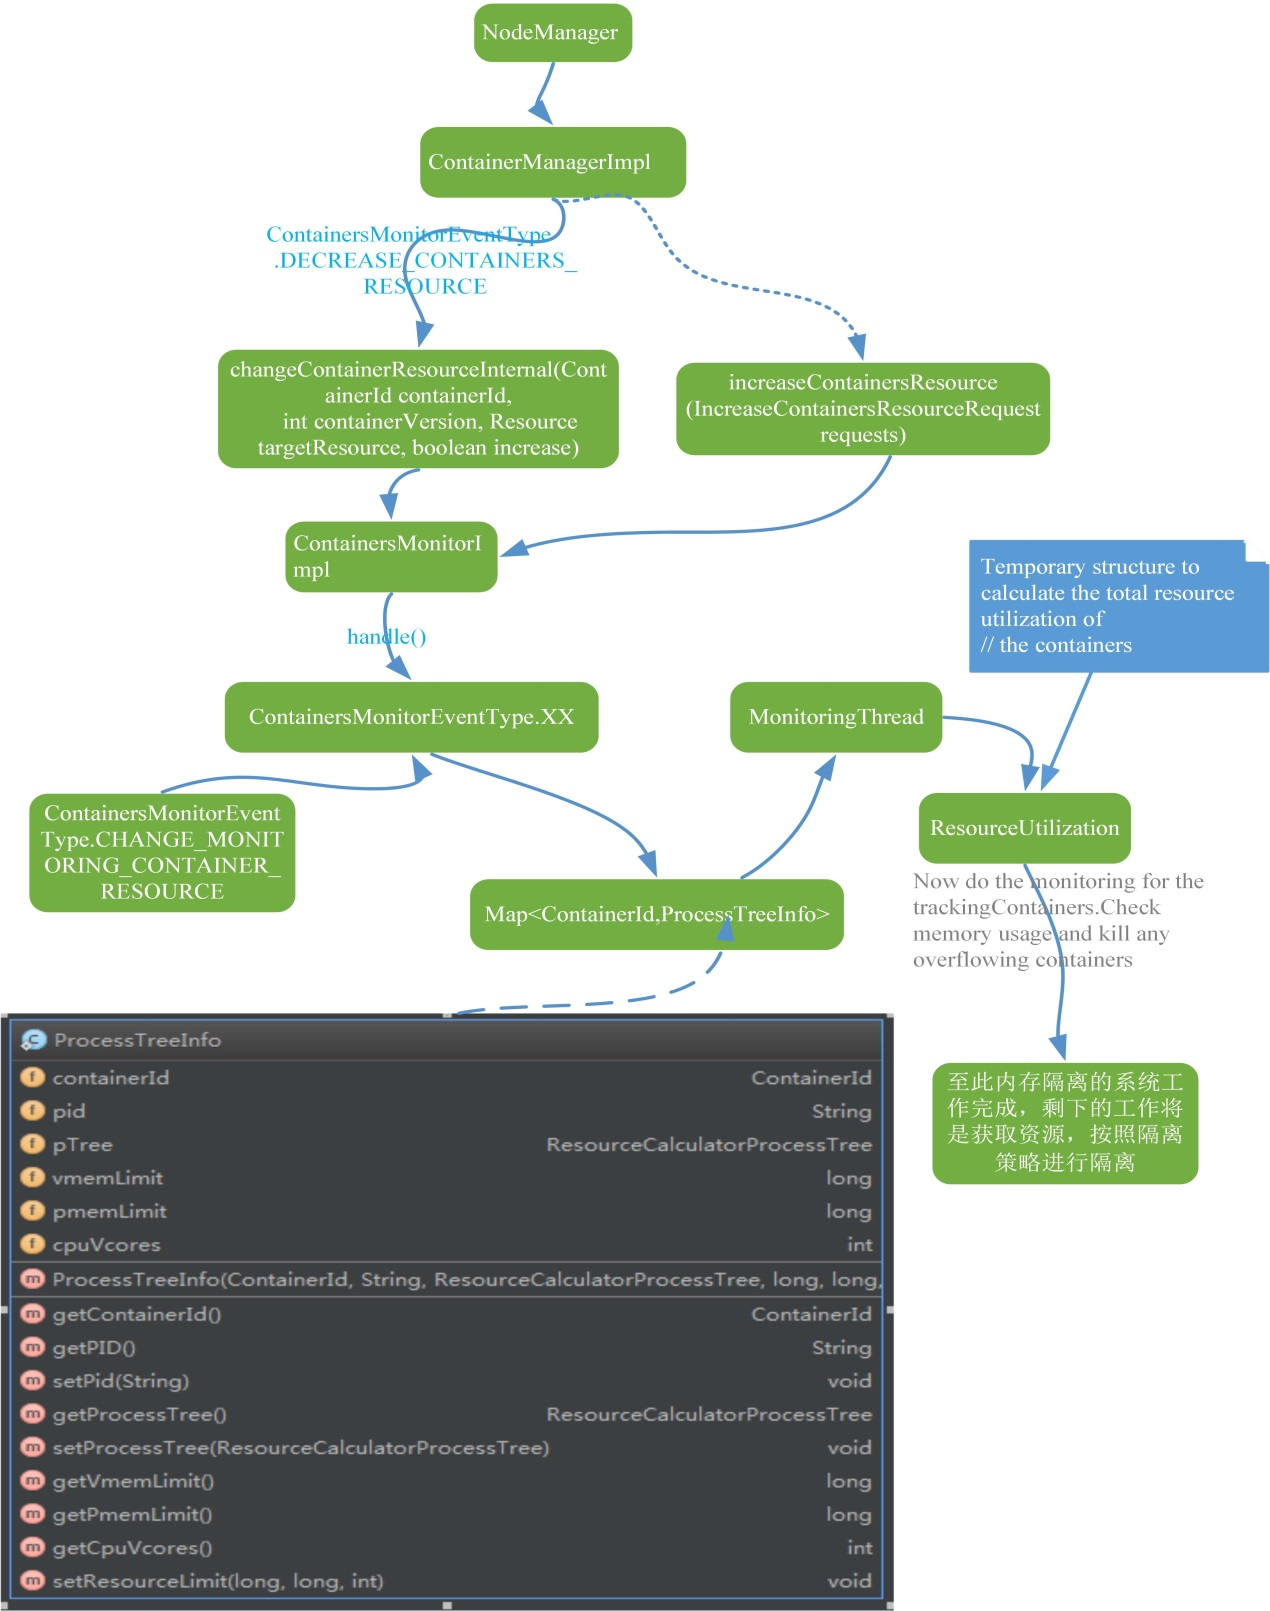 NodeManager
ContainerManagerImpl
ContainersMonitorEventType
.DECREASE_CONTAINERS_
RESOURCE
changeContainerResourceInternal(Cont
ainerId containerId,
int containerVersion, Resource
targetResource, boolean increase)
increaseContainersResource
(IncreaseContainersResourceRequest
requests)
ContainersMonitorI
mpl
handle()
Temporary structure to
calculate the total resource
utilization of
// the containers
ContainersMonitorEventType.XX
MonitoringThread
ContainersMonitorEvent
Type.CHANGE_MONIT
ORING_CONTAINER_
RESOURCE
ResourceUtilization
Map<ContainerId,ProcessTreeInfo>
Now do the monitoring for the
trackingContainers.Check
memory usage and kill any
overflowing containers
至此内存隔离的系统工
作完成，剩下的工作将
是获取资源，按照隔离
策略进行隔离
C ProcessTreeInfo
f containerId ContainerId
f pid String
f pTree ResourceCalculatorProcessTree
f vmemLimit long
f pmemLimit long
f cpuVcores int
m ProcessTreeInfo(ContainerId, String, ResourceCalculatorProcessTree, long, long,
m getContainerId() ContainerId
m getPID() String
m setPid(String) void
m getProcessTree() ResourceCalculatorProcessTree
m setProcessTree(ResourceCalculatorProcessTree) void
m getVmemLimit() long
m getPmemLimit() long
m getCpuVcores() int
m setResourceLimit(long, long, int) void